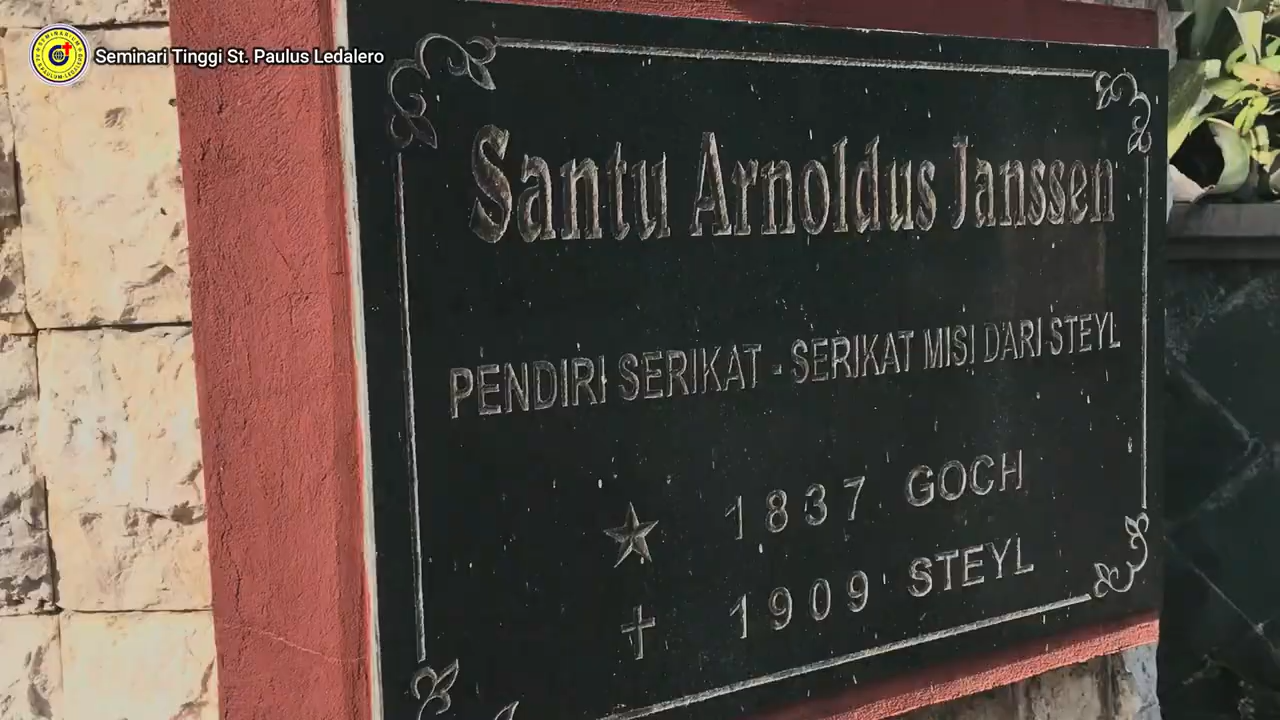 Seminari Tinggi St. Paulus Ledalero
Santu Arnoldus Janssen
PENDIRI SERIKAT - SERIKAT MISI DARI STEYL
1837 GOCH
1909 STEYL